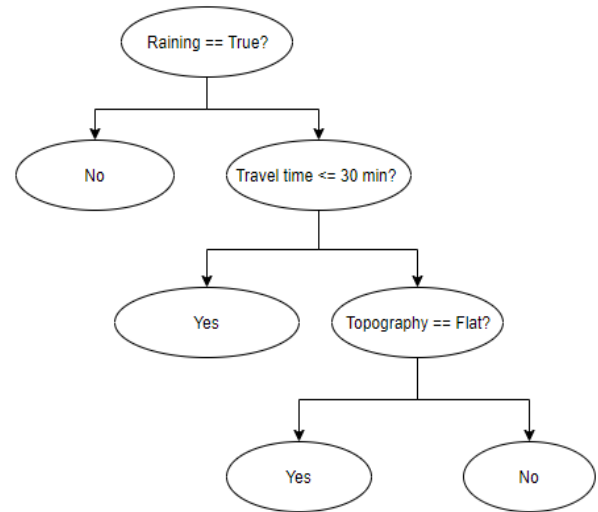 Raining == True?
No
Travel time <= 30 min?
Yes
Topography == Flat?
Yes
No